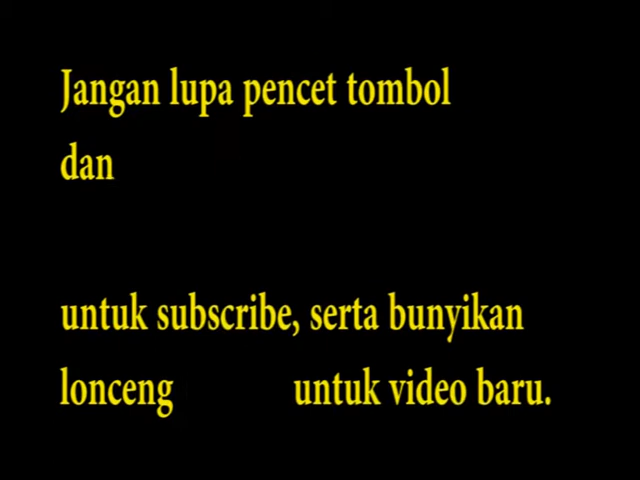 Jangan lupa pencet tombol
dan
untuk subscribe, serta bunyikan
lonceng untuk video baru.